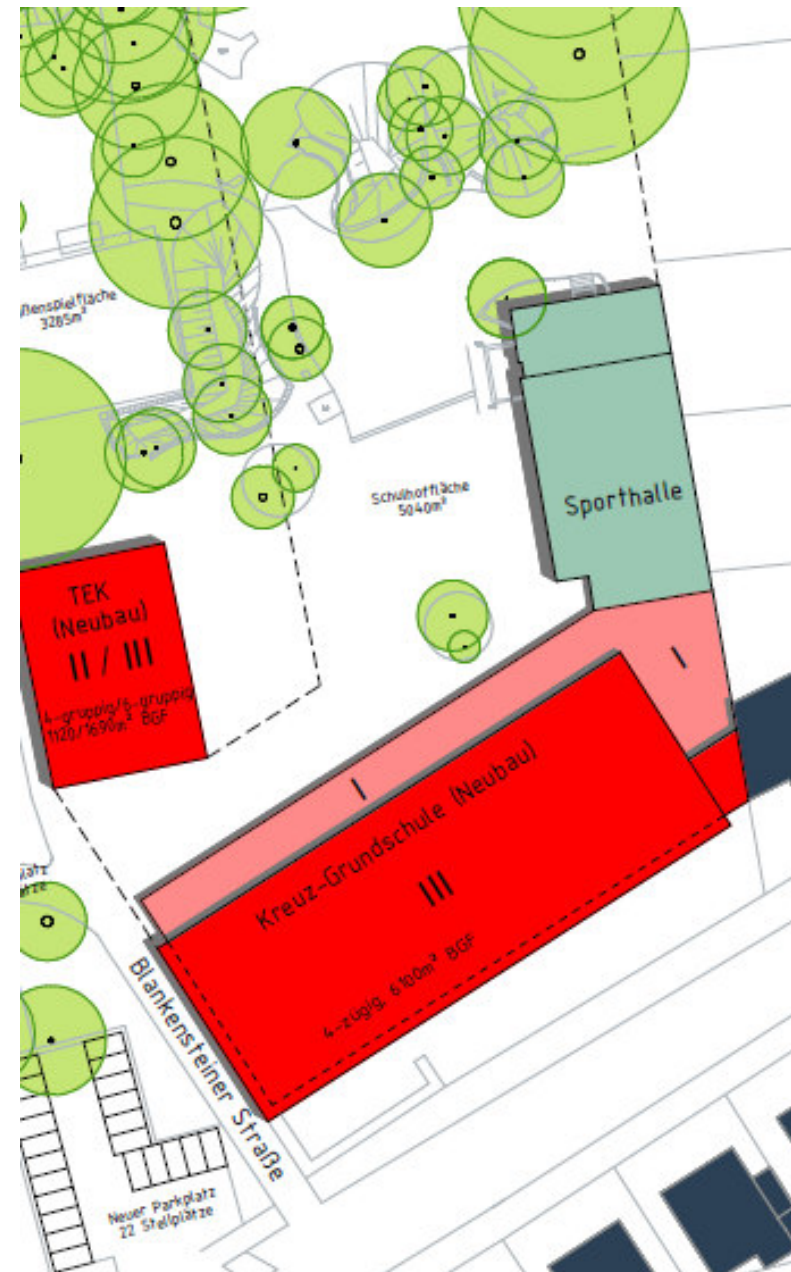 3285m²
Schulhoffläche
5040m²
Sporthalle
TEK
(Neubau)
II / III
4-gruppig/6-gruppig
1120/1690m² BGF
I
I
Kreuz-Grundschule (Neubau)
III
4-zügig, 6100m² BGF
Blankensteiner Straße
Neuer Parkplatz
22 Stellplätze